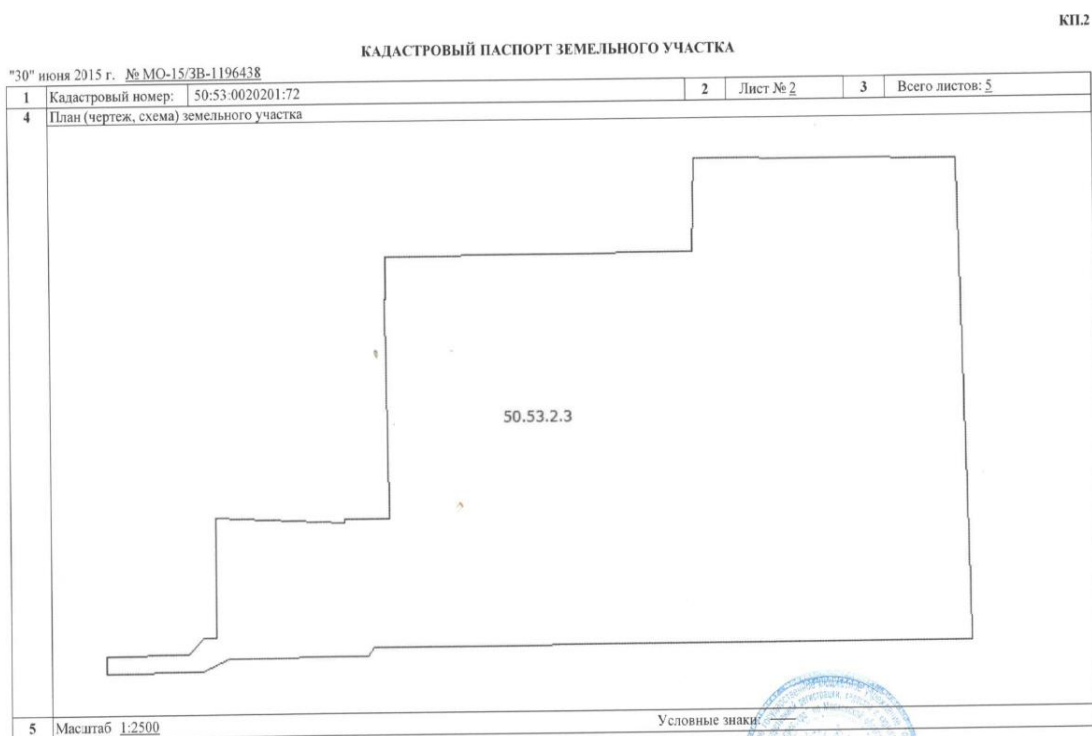 КП.2
КАДАСТРОВЫЙ ПАСПОРТ ЗЕМЕЛЬНОГО УЧАСТКА
"30" июня 2015 г. № МО-15/ЗВ-1196438
1 Кадастровый номер: 50:53:0020201:72 2 Лист № 2 3 Всего листов: 5
4 План (чертеж, схема) земельного участка
50.53.2.3
5 Масштаб 1:2500 Условные знаки: